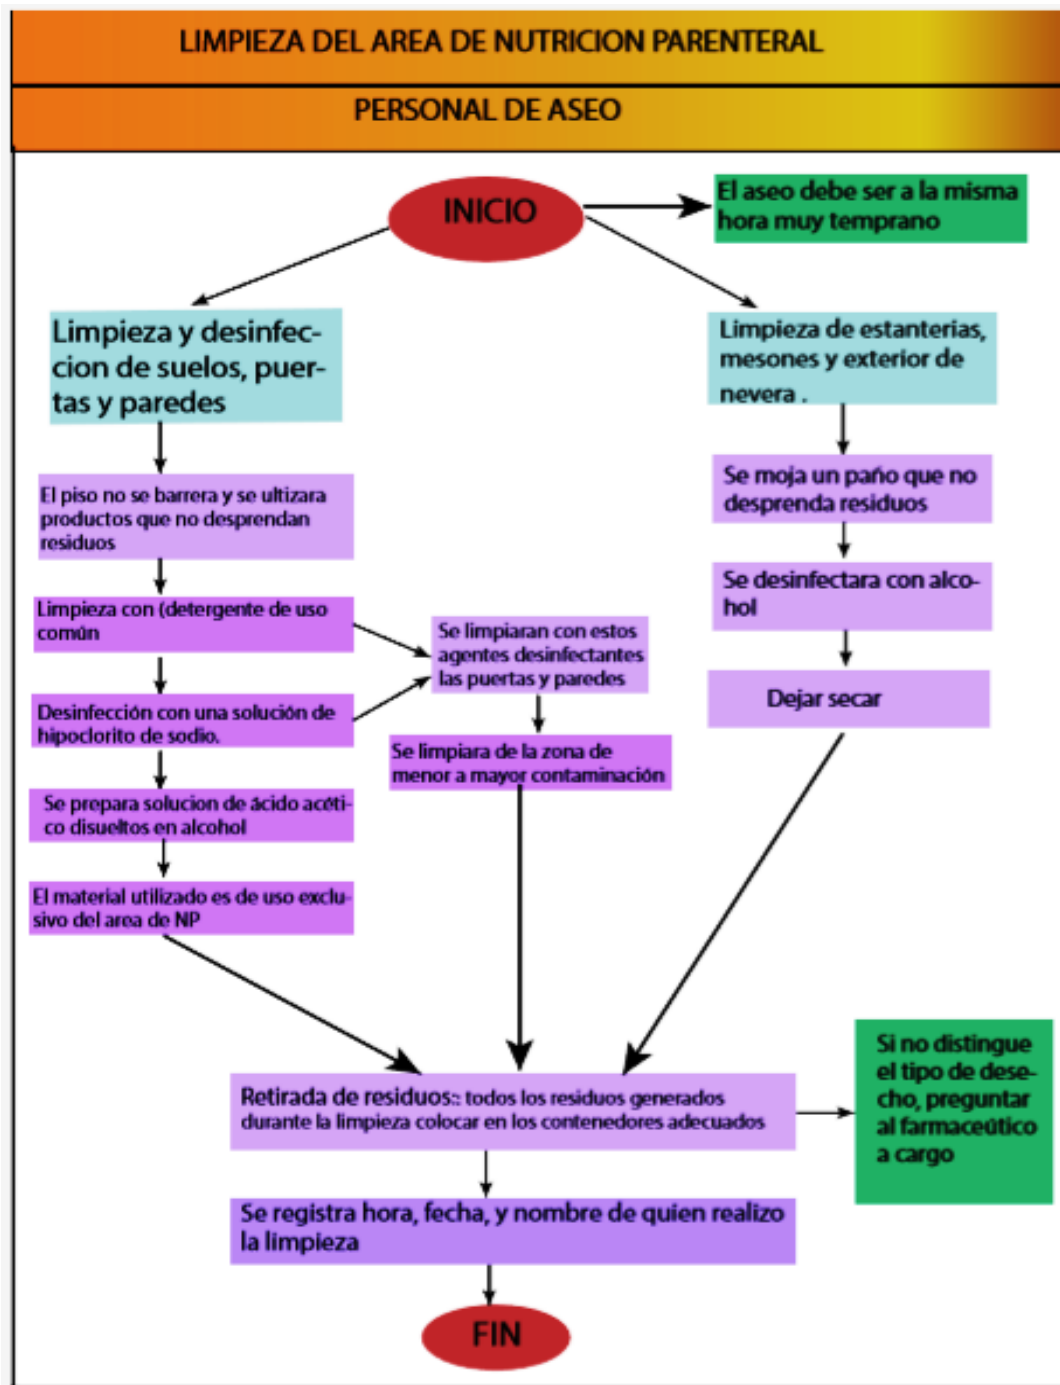 LIMPIEZA DEL AREA DE NUTRICION PARENTERAL
PERSONAL DE ASEO
INICIO
El aseo debe ser a la misma
hora muy temprano
Limpieza y desinfec-
cion de suelos, puer-
tas y paredes
Limpieza de estanterias,
mesones y exterior de
nevera .
El piso no se barrera y se ultizara
productos que no desprendan
residuos
Se moja un paño que no
desprenda residuos
Limpieza con (detergente de uso
común
Se limpiaran con estos
agentes desinfectantes
las puertas y paredes
Se desinfectara con alco-
hol
Desinfección con una solución de
hipoclorito de sodio.
Dejar secar
Se limpiara de la zona de
menor a mayor contaminación
Se prepara solucion de ácido acéti-
co disueltos en alcohol
El material utilizado es de uso exclu-
sivo del area de NP
Retirada de residuos:: todos los residuos generados
durante la limpieza colocar en los contenedores adecuados
Si no distingue
el tipo de dese-
cho, preguntar
al farmaceútico
a cargo
Se registra hora, fecha, y nombre de quien realizo
la limpieza
FIN